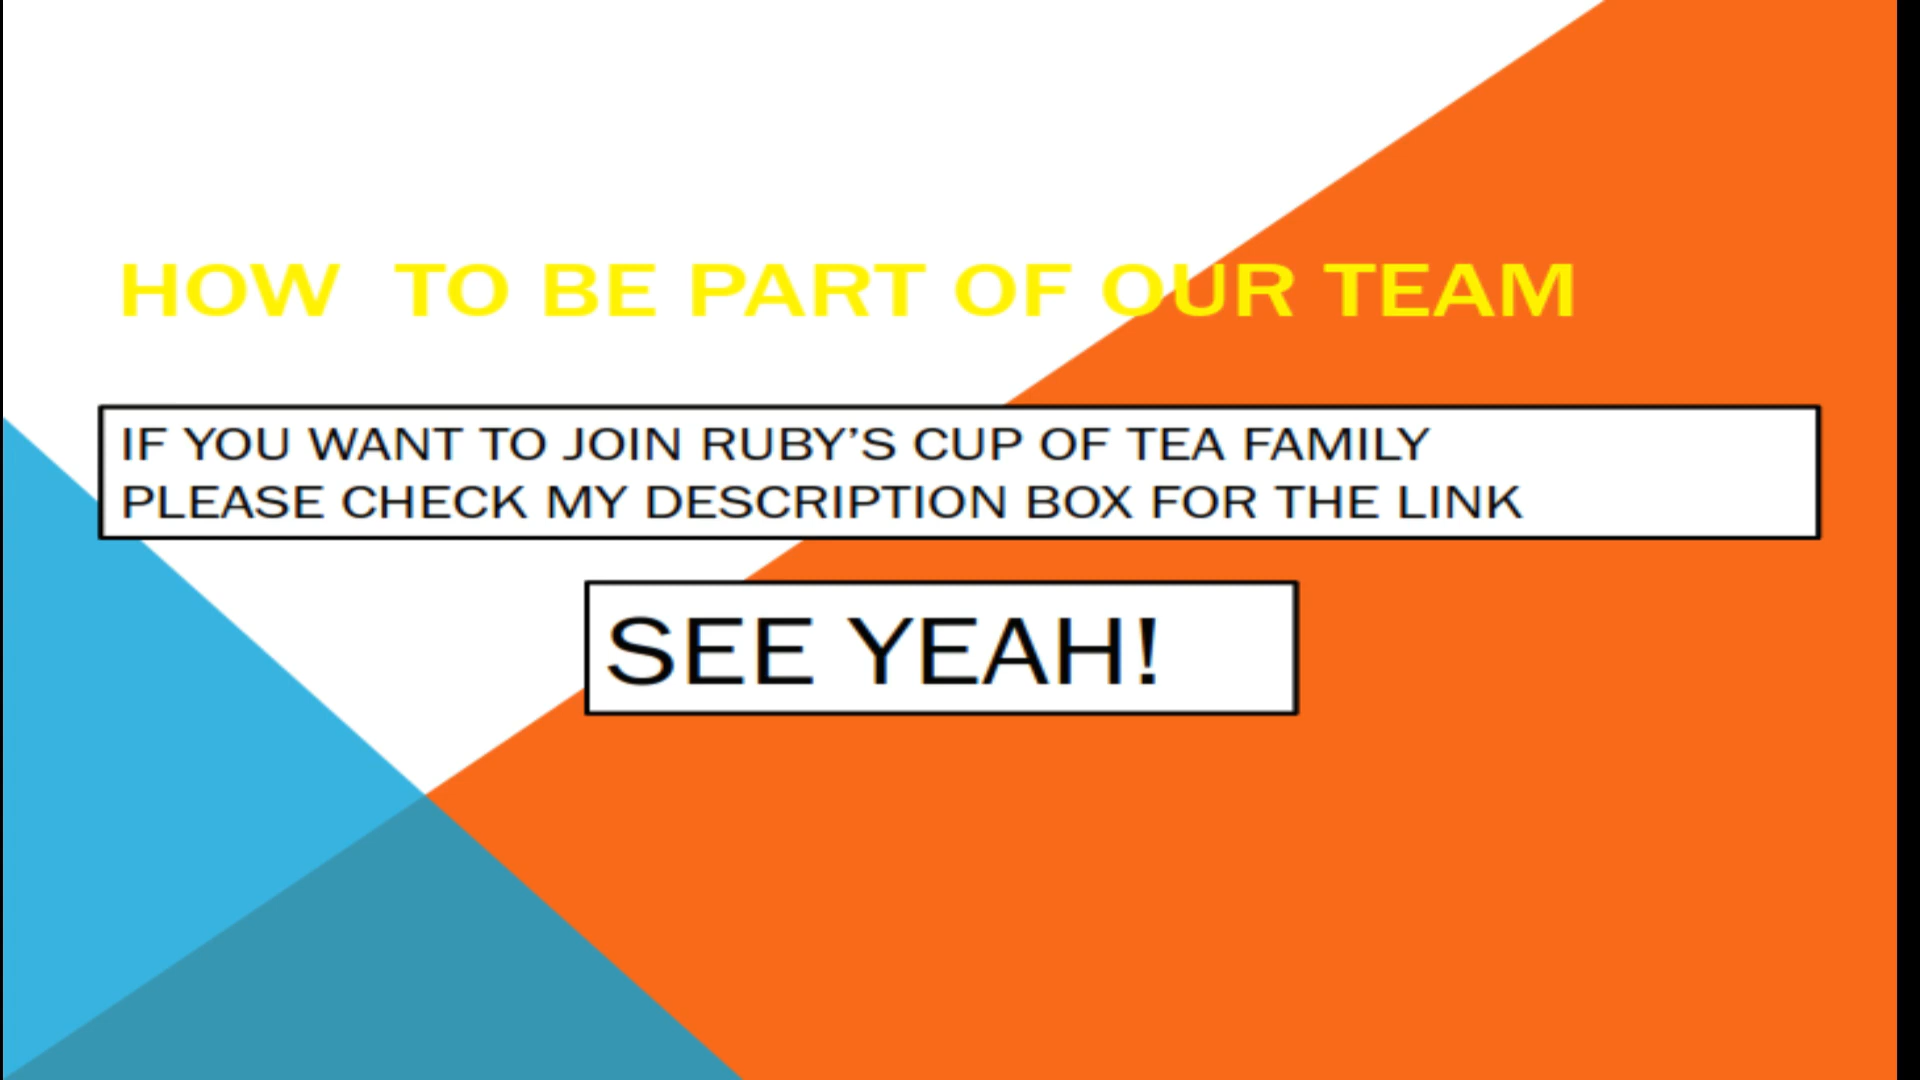 HOW TO BE PART OF OUR TEAM
IF YOU WANT TO JOIN RUBY’S CUP OF TEA FAMILY
PLEASE CHECK MY DESCRIPTION BOX FOR THE LINK
SEE YEAH!